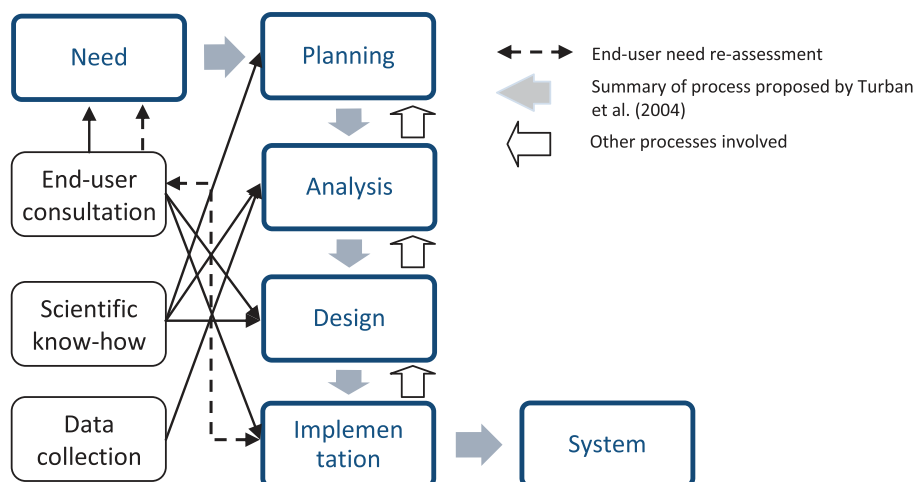 Need
Planning
End-user need re-assessment
Summary of process proposed by Turban
et al. (2004)
Other processes involved
End-user
consultation
Analysis
Scientific
know-how
Design
Data
collection
Implemen
tation
System